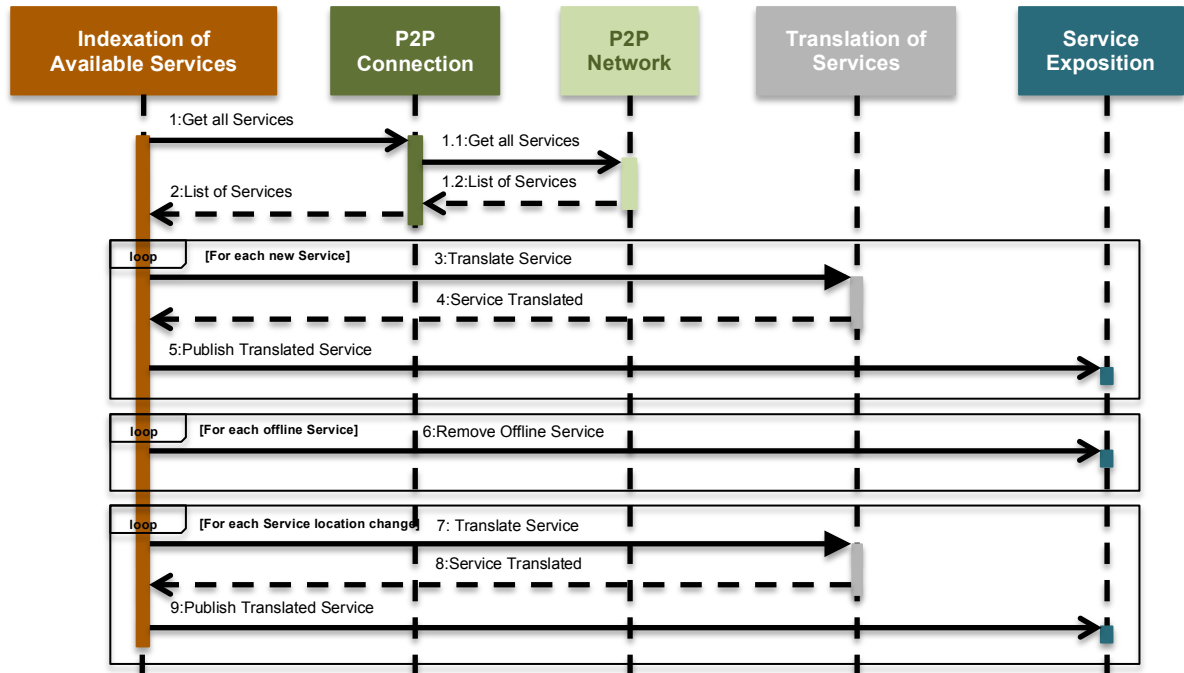 Indexation of
Available Services
P2P
Connection
P2P
Network
Translation of
Services
Service
Exposition
1:Get all Services
1.1:Get all Services
1.2:List of Services
2:List of Services
loop
[For each new Service]
3:Translate Service
4:Service Translated
5:Publish Translated Service
loop
[For each offline Service]
6:Remove Offline Service
loop
[For each Service location change]
7: Translate Service
8:Service Translated
9:Publish Translated Service